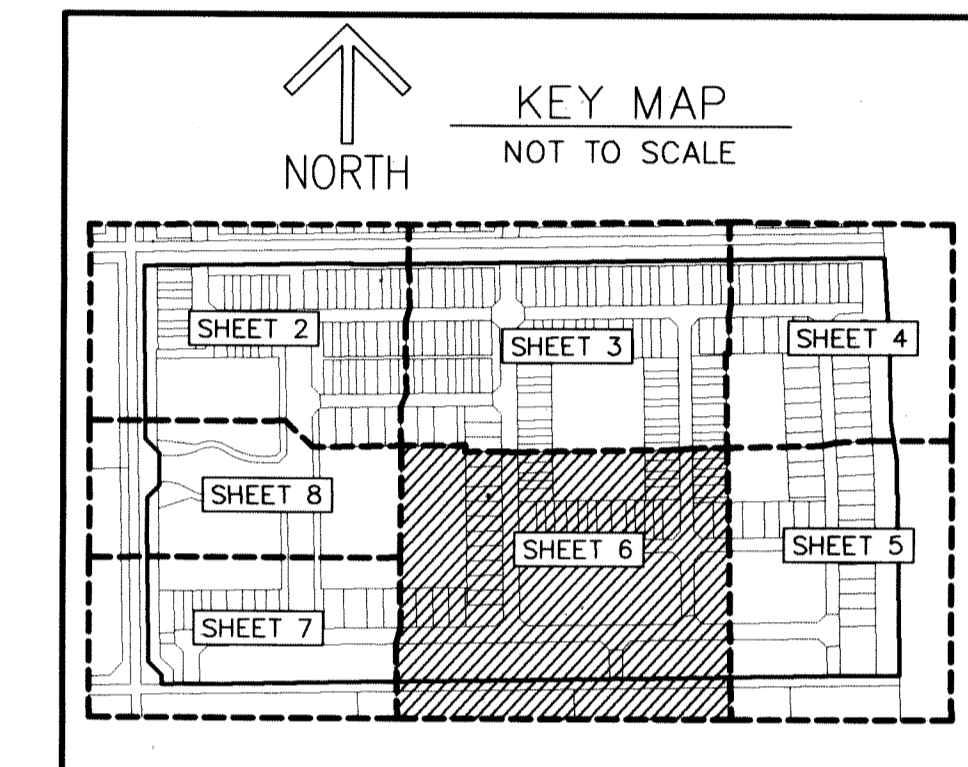 KEY MAP
NOT TO SCALE
NORTH
SHEET 2
SHEET 3
SHEET 4
SHEET 8
SHEET 6
SHEET 5
SHEET 7